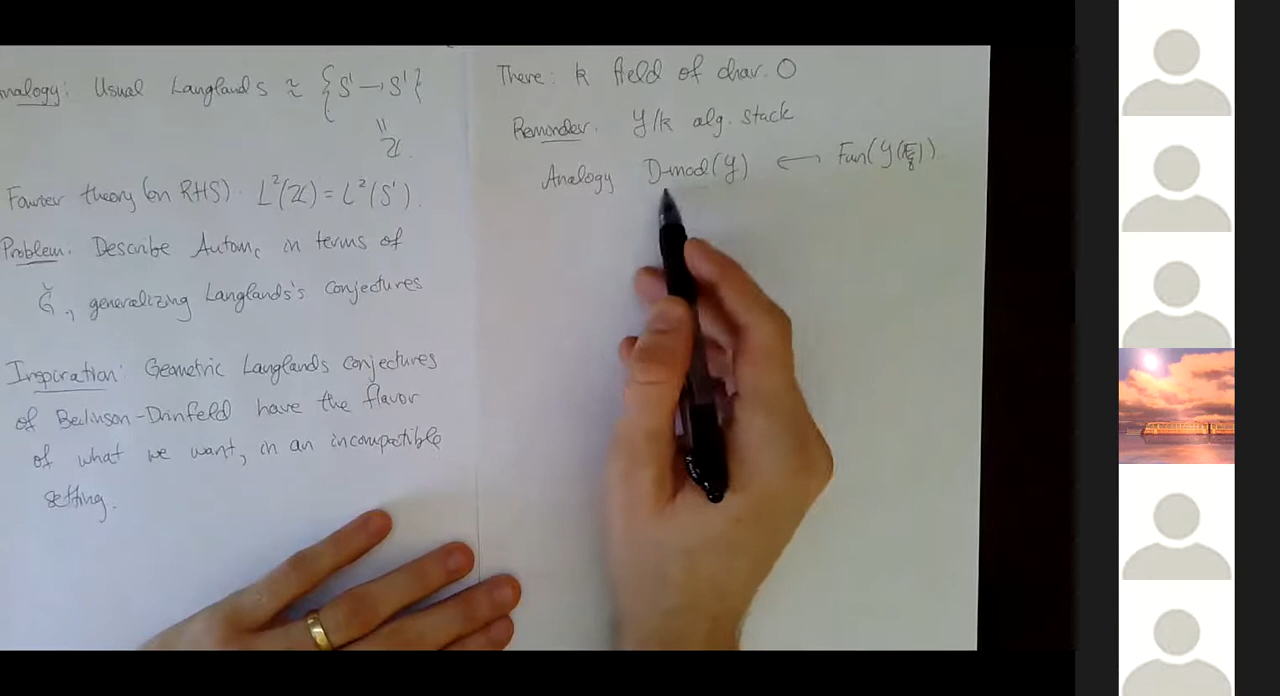 nalogy: Usual Langlands ≈ {S¹ → S¹}
"
ℤ.
Fourier theory (on RHS). L²(ℤ) = L²(S¹).
Problem. Describe Autom_c in terms of
Ǧ, generalizing Langlands's conjectures
Inspiration: Geometric Langlands conjectures
of Beilinson-Drinfeld have the flavor
of what we want, in an incompatible
setting.
There: k field of char. 0
Reminder. Y/k alg. stack
Analogy D-mod(Y) ⟵ Fun(Y(𝔽_q)).